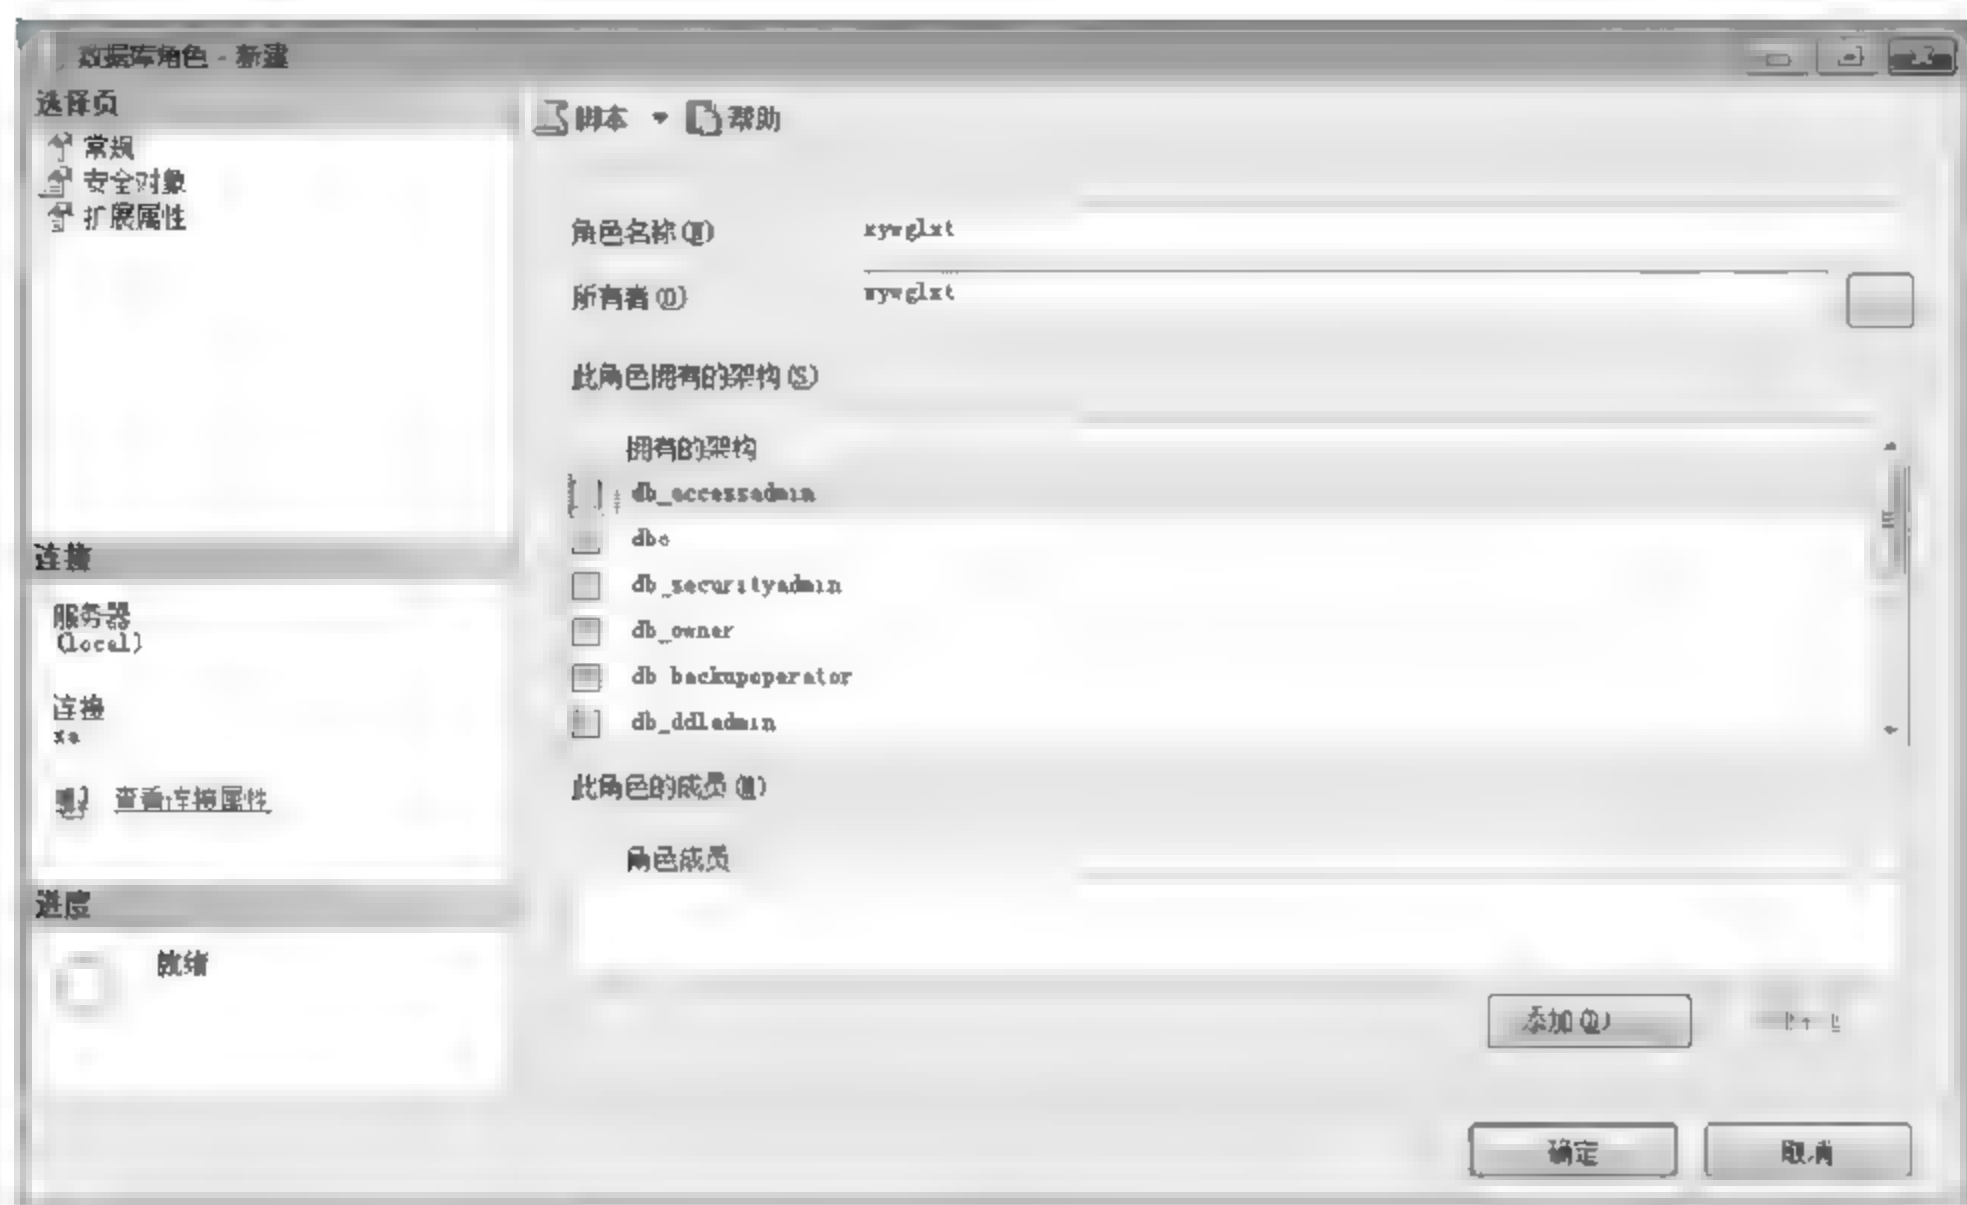 数据库角色 - 新建
选择页
常规
安全对象
扩展属性
脚本 帮助
角色名称(N) xywglxt
所有者(O) wywglxt
此角色拥有的架构(S)
拥有的架构
db_accessadmin
dbo
db_securityadmin
db_owner
db backupoperator
db_ddladmin
此角色的成员(M)
角色成员
连接
服务器
(local)
连接
sa
查看连接属性
进度
就绪
添加(A)
确定 取消